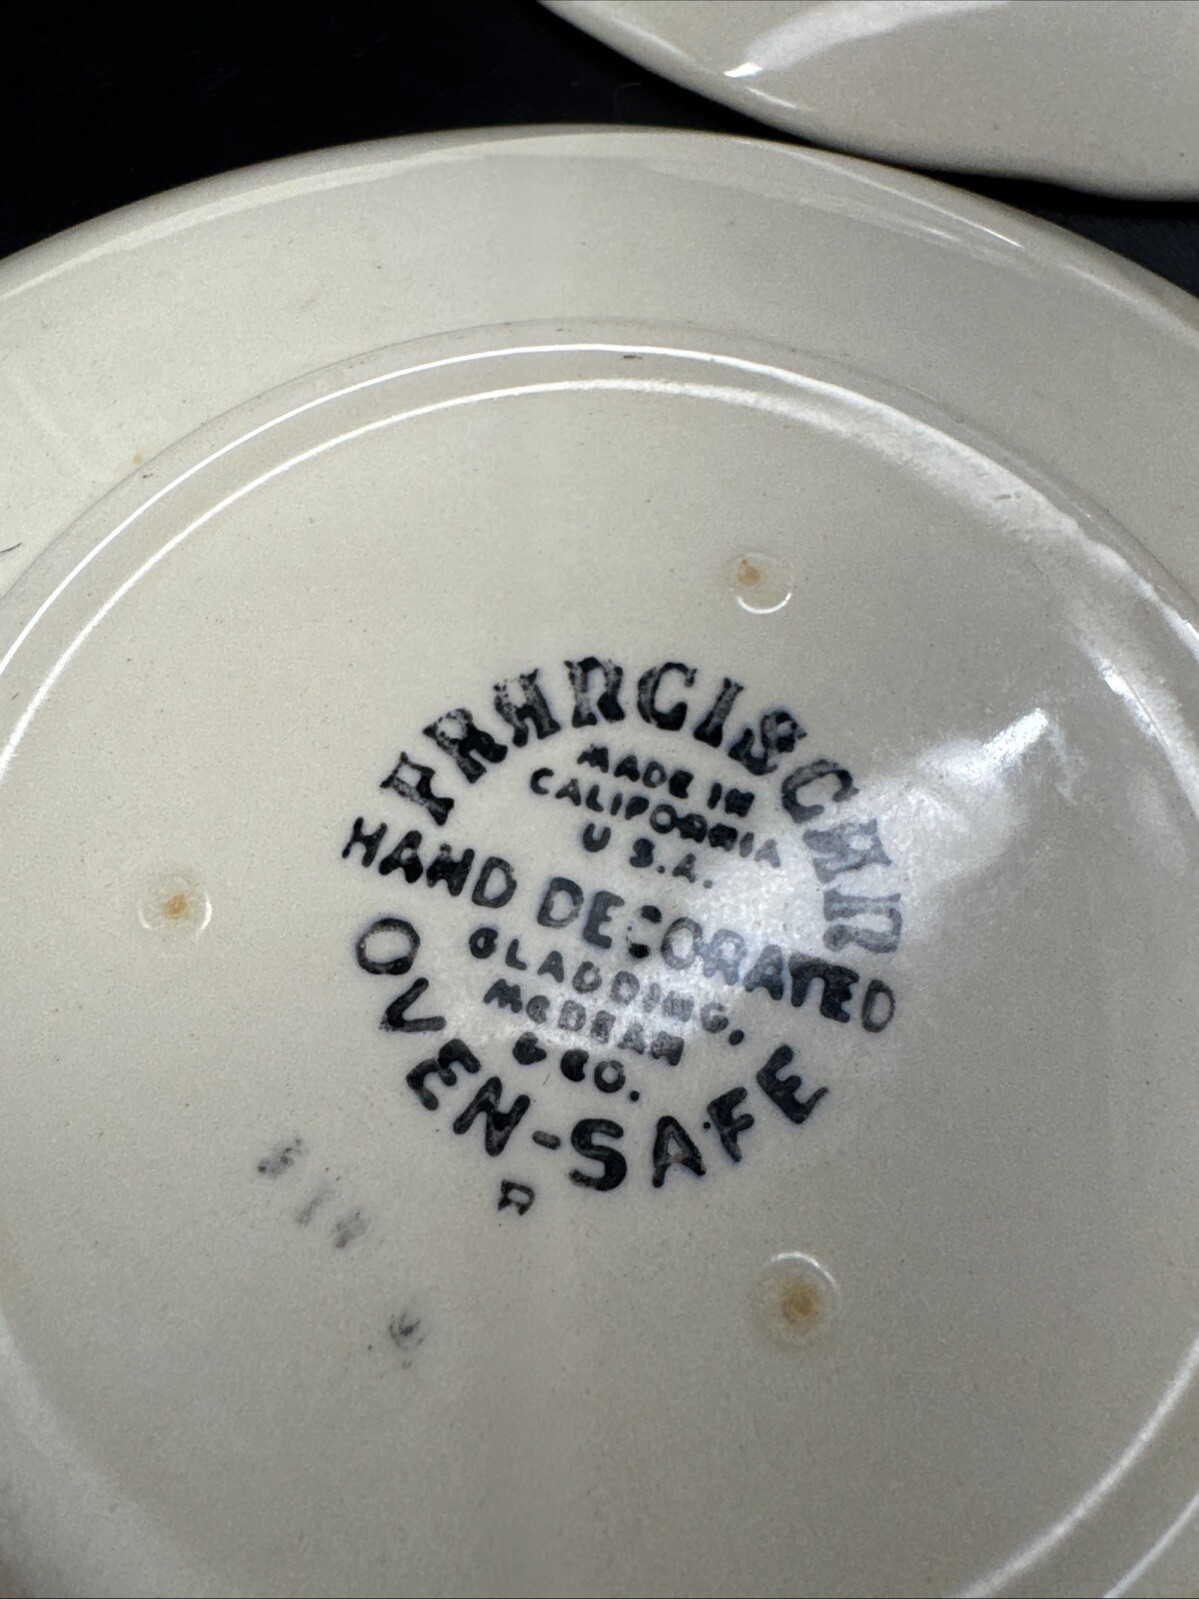 FRANCISCAN
MADE IN
CALIFORNIA
U S.A.
HAND DECORATED
GLADDING,
McBEAN
& CO.
OVEN-SAFE